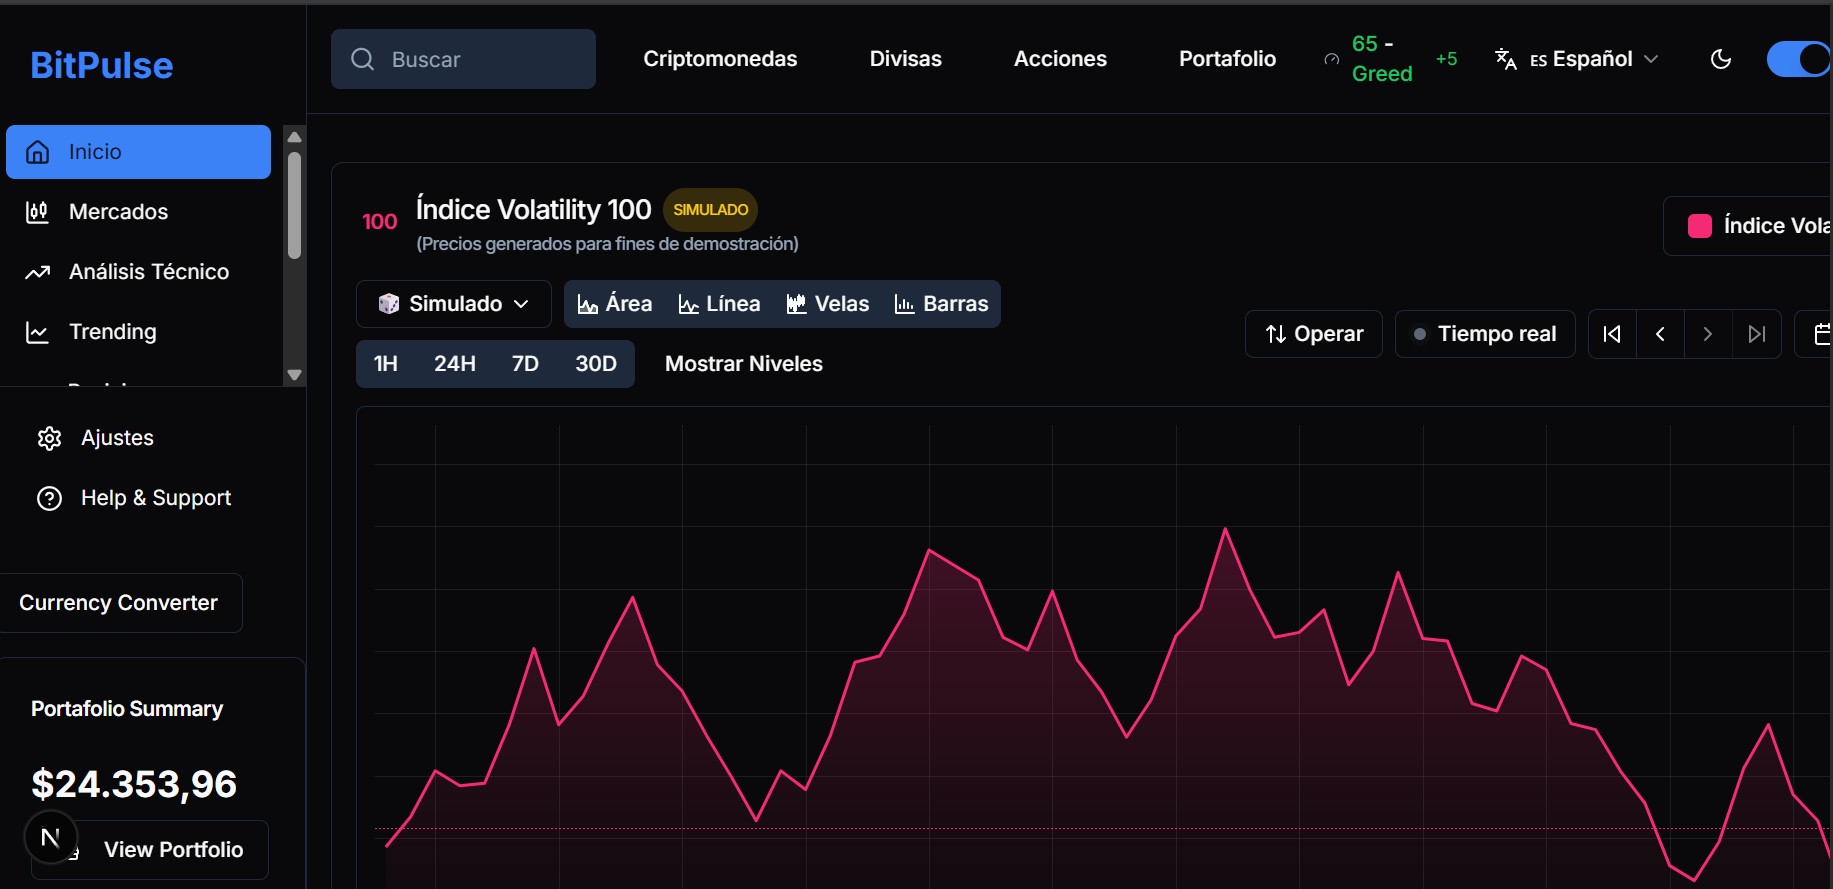 BitPulse
Buscar
Criptomonedas
Divisas
Acciones
Portafolio
65 -
Greed
+5
ES Español
Inicio
Mercados
Análisis Técnico
Trending
Ajustes
Help & Support
Currency Converter
Portafolio Summary
$24.353,96
N
View Portfolio
100
Índice Volatility 100
SIMULADO
(Precios generados para fines de demostración)
Índice Vola
Simulado
Área
Línea
Velas
Barras
Operar
Tiempo real
1H
24H
7D
30D
Mostrar Niveles